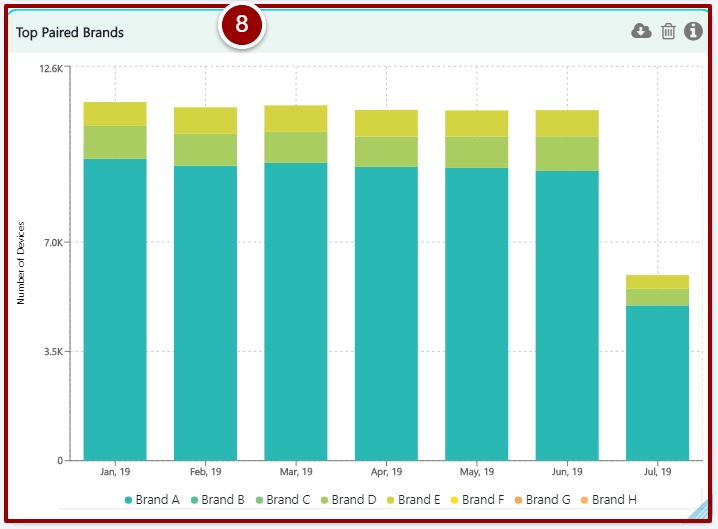 8
Top Paired Brands
12.6K
7.0K
3.5K
0
Number of Devices
Jan, 19 Feb, 19 Mar, 19 Apr, 19 May, 19 Jun, 19 Jul, 19
Brand A Brand B Brand C Brand D Brand E Brand F Brand G Brand H